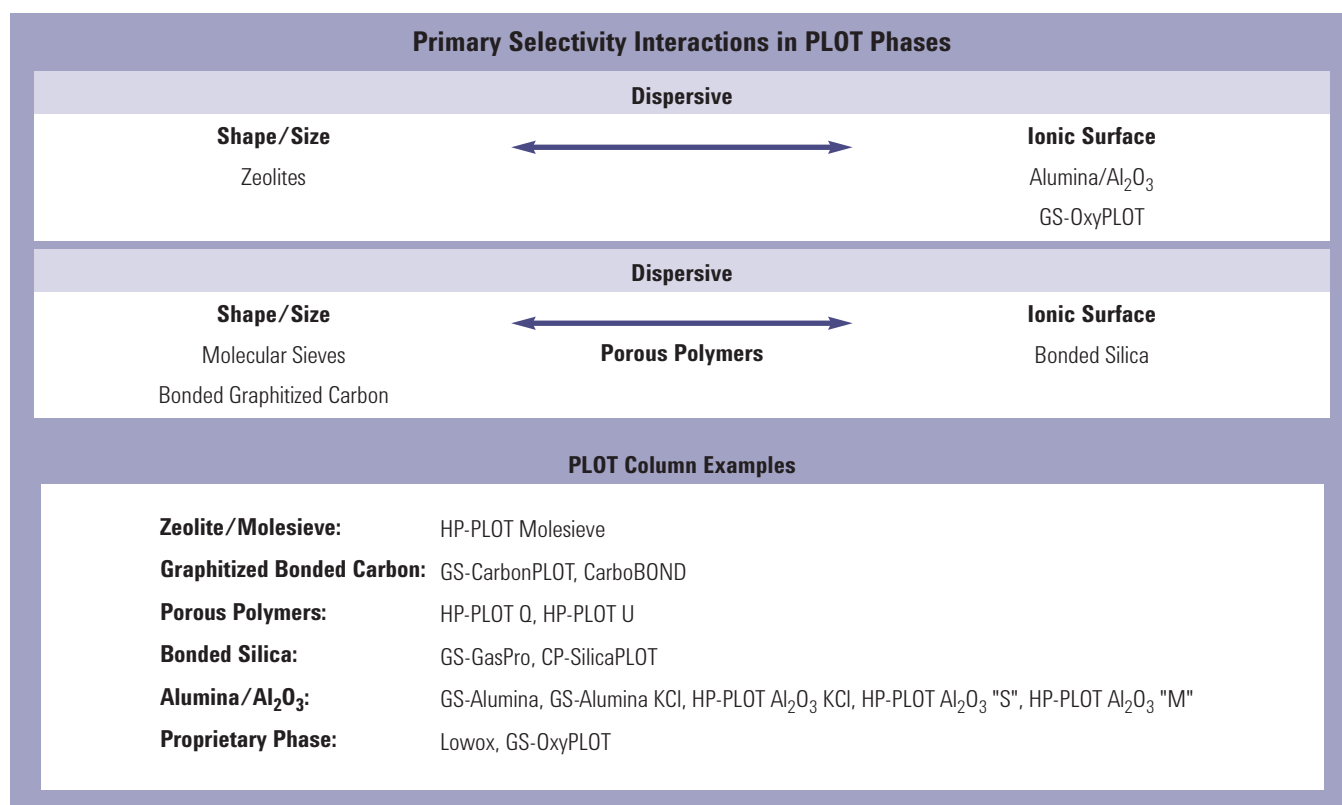 Primary Selectivity Interactions in PLOT Phases
Dispersive
Shape/Size Ionic Surface
Zeolites Alumina/Al₂O₃
GS-OxyPLOT
Dispersive
Shape/Size Ionic Surface
Molecular Sieves Porous Polymers Bonded Silica
Bonded Graphitized Carbon
PLOT Column Examples
Zeolite/Molesieve: HP-PLOT Molesieve
Graphitized Bonded Carbon: GS-CarbonPLOT, CarboBOND
Porous Polymers: HP-PLOT Q, HP-PLOT U
Bonded Silica: GS-GasPro, CP-SilicaPLOT
Alumina/Al₂O₃: GS-Alumina, GS-Alumina KCl, HP-PLOT Al₂O₃ KCl, HP-PLOT Al₂O₃ "S", HP-PLOT Al₂O₃ "M"
Proprietary Phase: Lowox, GS-OxyPLOT